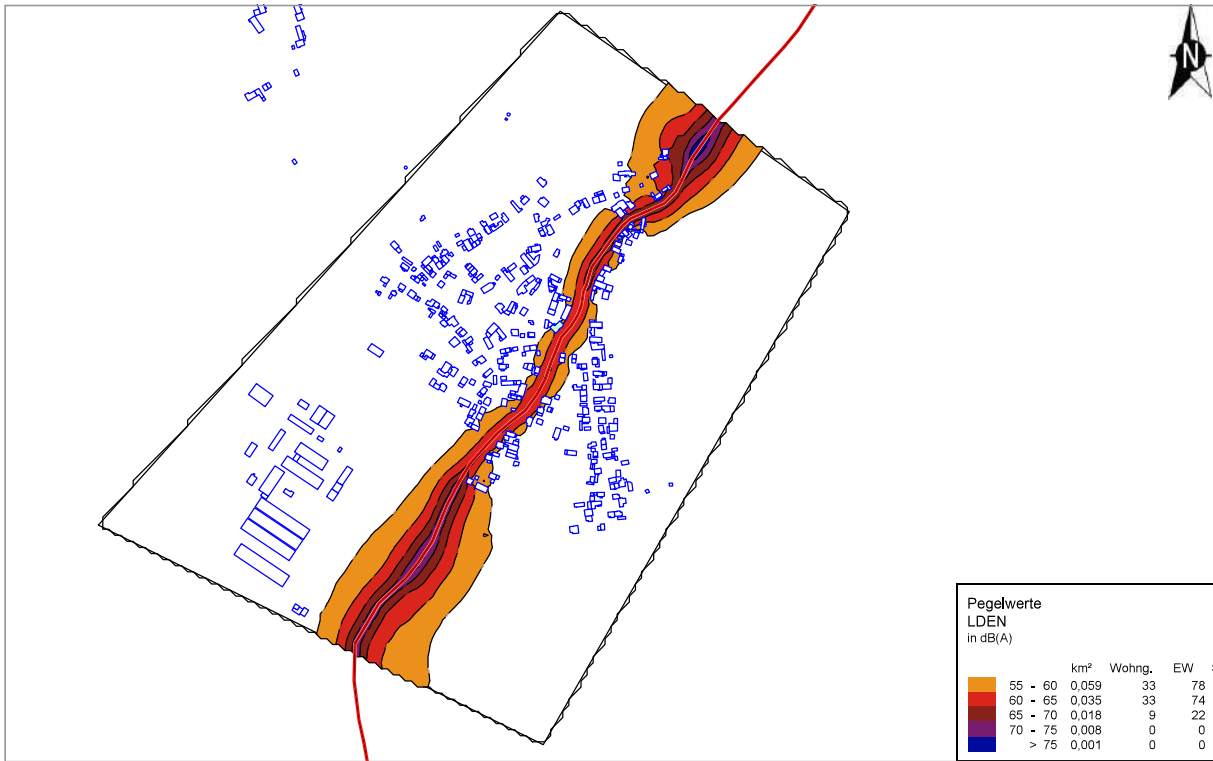 N
Pegelwerte
LDEN
in dB(A)
km² Wohng. EW
55 - 60 0,059 33 78
60 - 65 0,035 33 74
65 - 70 0,018 9 22
70 - 75 0,008 0 0
> 75 0,001 0 0